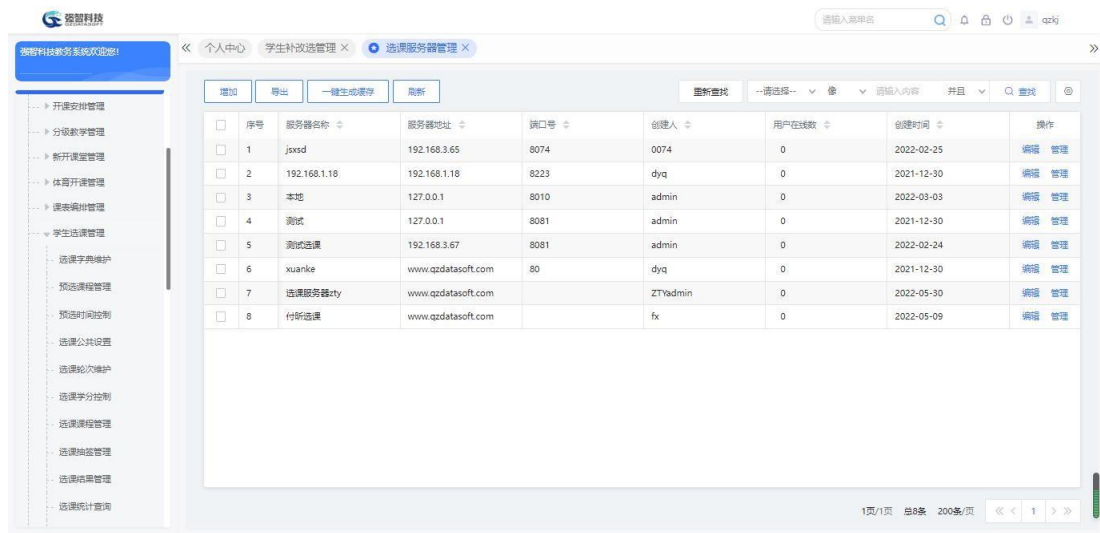 强智科技
QZDATASOFT
请输入菜单名
qzkj
强智科技教务系统欢迎您!
个人中心 学生补改选管理 选课服务器管理
开课安排管理
分级教学管理
新开课堂管理
体育开课管理
课表编排管理
学生选课管理
选课字典维护
预选课程管理
预选时间控制
选课公共设置
选课轮次维护
选课学分控制
选课课程管理
选课抽签管理
选课结果管理
选课统计查询
增加 导出 一键生成缓存 刷新 重新查找 --请选择-- 像 请输入内容 并且 查找
序号 服务器名称 服务器地址 端口号 创建人 用户在线数 创建时间 操作
1 jsxsd 192.168.3.65 8074 0074 0 2022-02-25 编辑 管理
2 192.168.1.18 192.168.1.18 8223 dyq 0 2021-12-30 编辑 管理
3 本地 127.0.0.1 8010 admin 0 2022-03-03 编辑 管理
4 测试 127.0.0.1 8081 admin 0 2021-12-30 编辑 管理
5 测试选课 192.168.3.67 8081 admin 0 2022-02-24 编辑 管理
6 xuanke www.qzdatasoft.com 80 dyq 0 2021-12-30 编辑 管理
7 选课服务器zty www.qzdatasoft.com ZTYadmin 0 2022-05-30 编辑 管理
8 付昕选课 www.qzdatasoft.com fx 0 2022-05-09 编辑 管理
1页/1页 总8条 200条/页 1